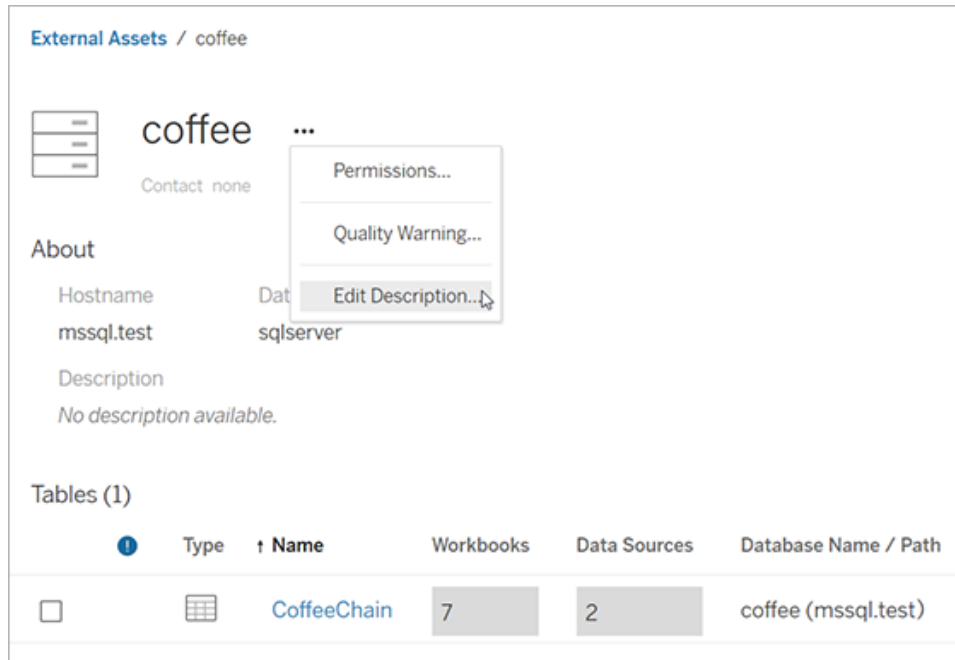 External Assets / coffee
coffee ...
Contact none
Permissions...
Quality Warning...
Edit Description...
About
Hostname Dat
mssql.test sqlserver
Description
No description available.
Tables (1)
Type ↑ Name Workbooks Data Sources Database Name / Path
CoffeeChain 7 2 coffee (mssql.test)